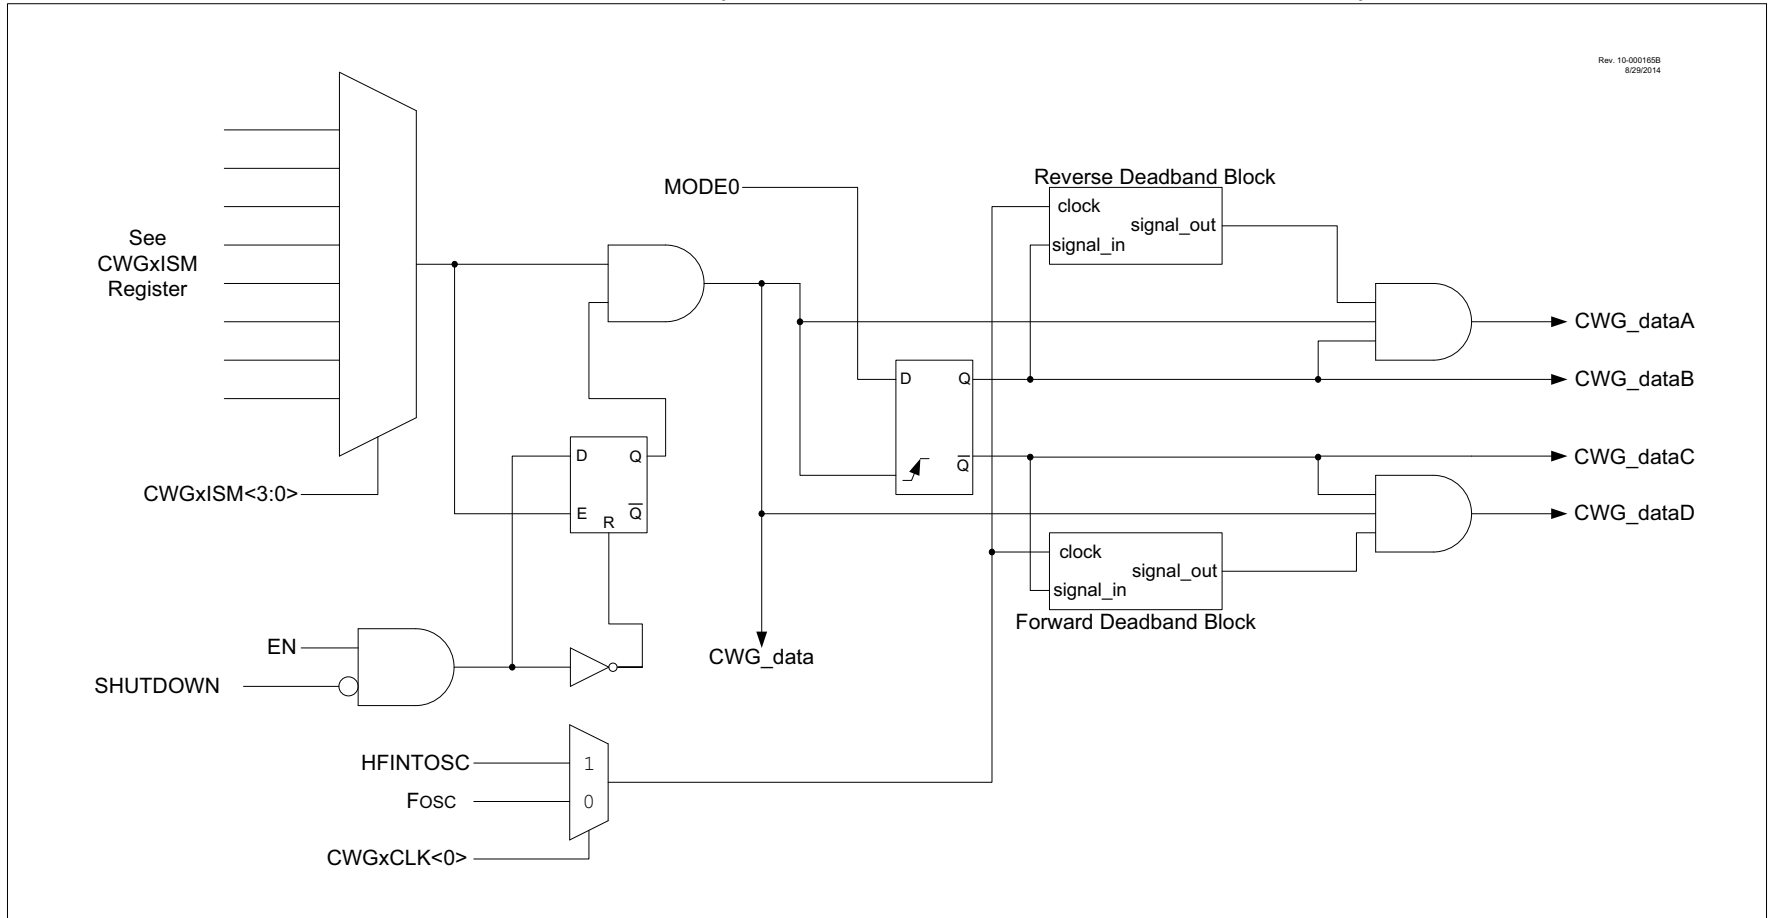 Rev. 10-000165B
8/29/2014
See
CWGxISM
Register
CWGxISM<3:0>
MODE0
Reverse Deadband Block
clock
signal_out
signal_in
D
Q
Q
CWG_dataA
CWG_dataB
CWG_dataC
CWG_dataD
D
Q
E
R
Q
clock
signal_out
signal_in
Forward Deadband Block
EN
SHUTDOWN
CWG_data
HFINTOSC
1
FOSC
0
CWGxCLK<0>